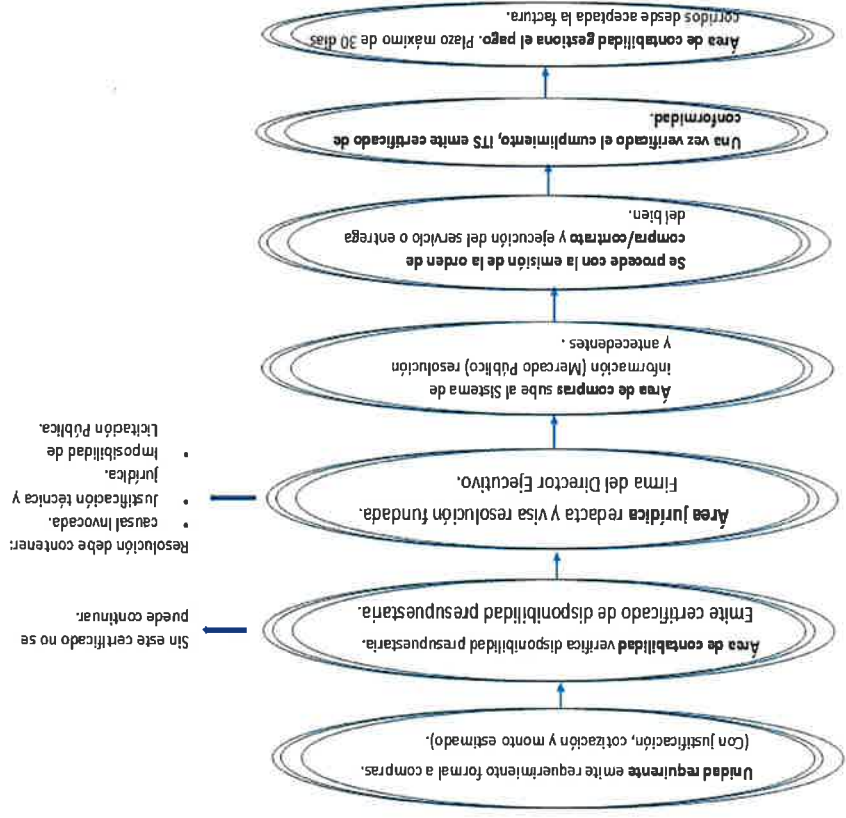 Unidad requirente emite requerimiento formal a compras.
(Con justificación, cotización y monto estimado).
Área de contabilidad verifica disponibilidad presupuestaria.
Emite certificado de disponibilidad presupuestaria.
Sin este certificado no se
puede continuar.
Área jurídica redacta y visa resolución fundada.
Firma del Director Ejecutivo.
Resolución debe contener:
• causal invocada.
• Justificación técnica y
jurídica.
• Imposibilidad de
Licitación Pública.
Área de compras sube al Sistema de
información (Mercado Público) resolución
y antecedentes .
Se procede con la emisión de la orden de
compra/contrato y ejecución del servicio o entrega
del bien.
Una vez verificado el cumplimiento, ITS emite certificado de
conformidad.
Área de contabilidad gestiona el pago. Plazo máximo de 30 días
corridos desde aceptada la factura.